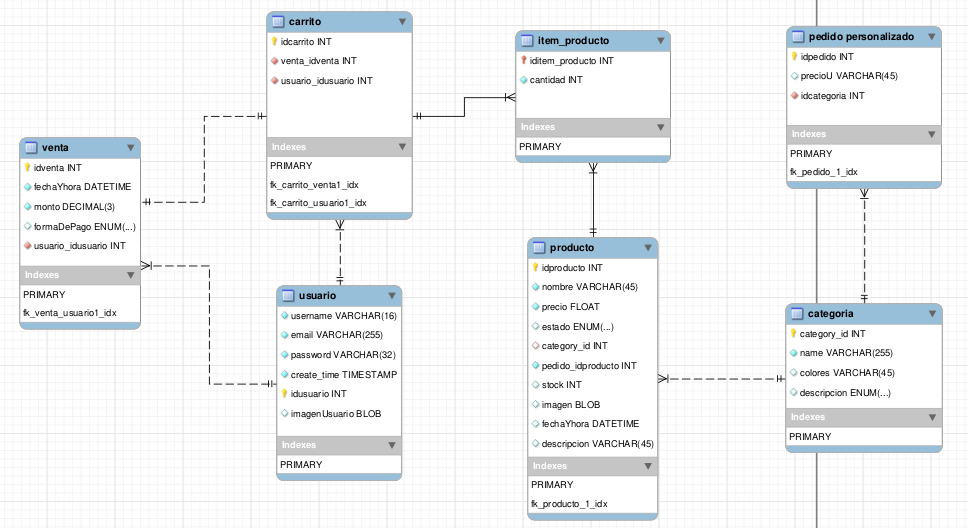 carrito
idcarrito INT
venta_idventa INT
usuario_idusuario INT
Indexes
PRIMARY
fk_carrito_venta1_idx
fk_carrito_usuario1_idx
item_producto
iditem_producto INT
cantidad INT
Indexes
PRIMARY
pedido personalizado
idpedido INT
precioU VARCHAR(45)
idcategoria INT
Indexes
PRIMARY
fk_pedido_1_idx
venta
idventa INT
fechaYhora DATETIME
monto DECIMAL(3)
formaDePago ENUM(...)
usuario_idusuario INT
Indexes
PRIMARY
fk_venta_usuario1_idx
usuario
username VARCHAR(16)
email VARCHAR(255)
password VARCHAR(32)
create_time TIMESTAMP
idusuario INT
imagenUsuario BLOB
Indexes
PRIMARY
producto
idproducto INT
nombre VARCHAR(45)
precio FLOAT
estado ENUM(...)
category_id INT
pedido_idproducto INT
stock INT
imagen BLOB
fechaYhora DATETIME
descripcion VARCHAR(45)
Indexes
PRIMARY
fk_producto_1_idx
categoria
category_id INT
name VARCHAR(255)
colores VARCHAR(45)
descripcion ENUM(...)
Indexes
PRIMARY